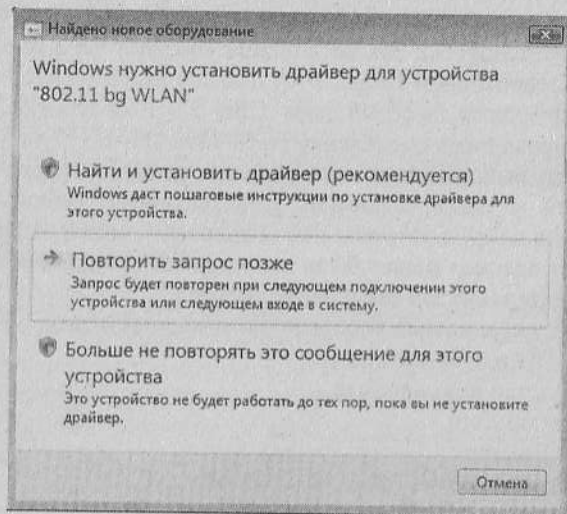 Найдено новое оборудование
Windows нужно установить драйвер для устройства
"802.11 bg WLAN"
Найти и установить драйвер (рекомендуется)
Windows даст пошаговые инструкции по установке драйвера для
этого устройства.
Повторить запрос позже
Запрос будет повторен при следующем подключении этого
устройства или следующем входе в систему.
Больше не повторять это сообщение для этого
устройства
Это устройство не будет работать до тех пор, пока вы не установите
драйвер.
Отмена